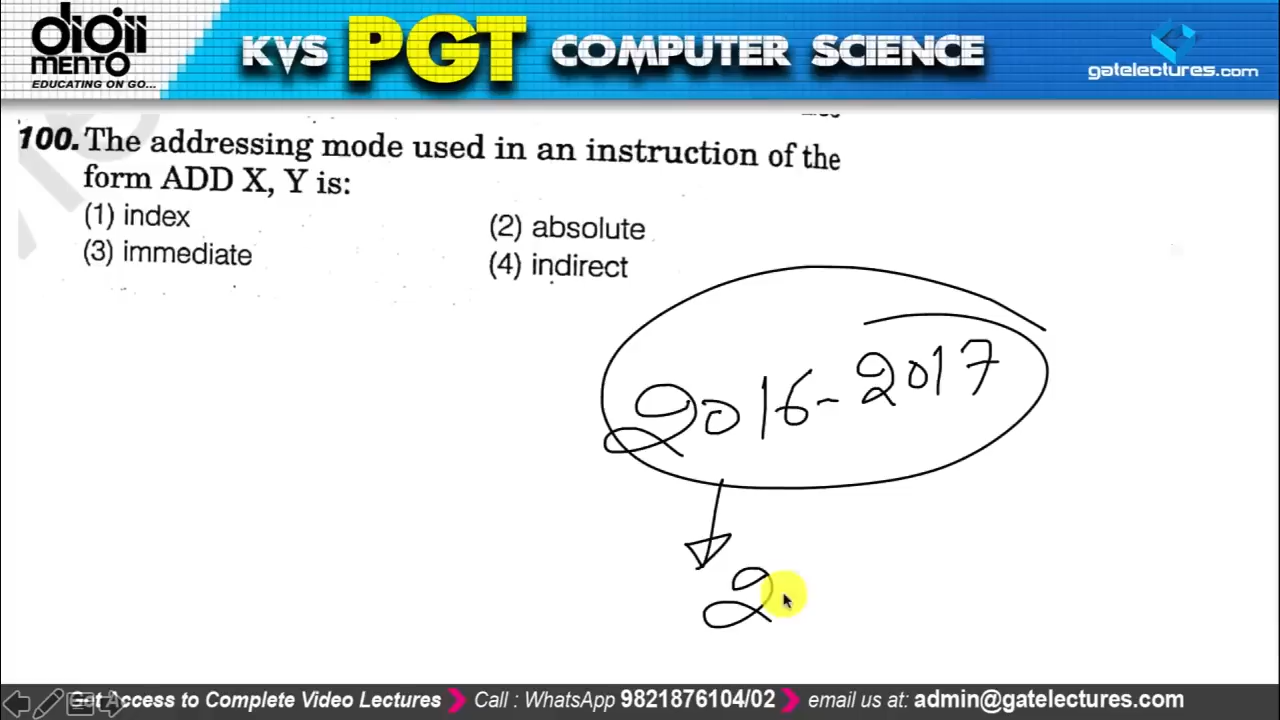 digii
MENTO
EDUCATING ON GO...
KVS PGT COMPUTER SCIENCE
gatelectures.com
100. The addressing mode used in an instruction of the
form ADD X, Y is:
(1) index
(2) absolute
(3) immediate
(4) indirect
2016-2017
2
Get Access to Complete Video Lectures
Call : WhatsApp 9821876104/02
email us at: admin@gatelectures.com